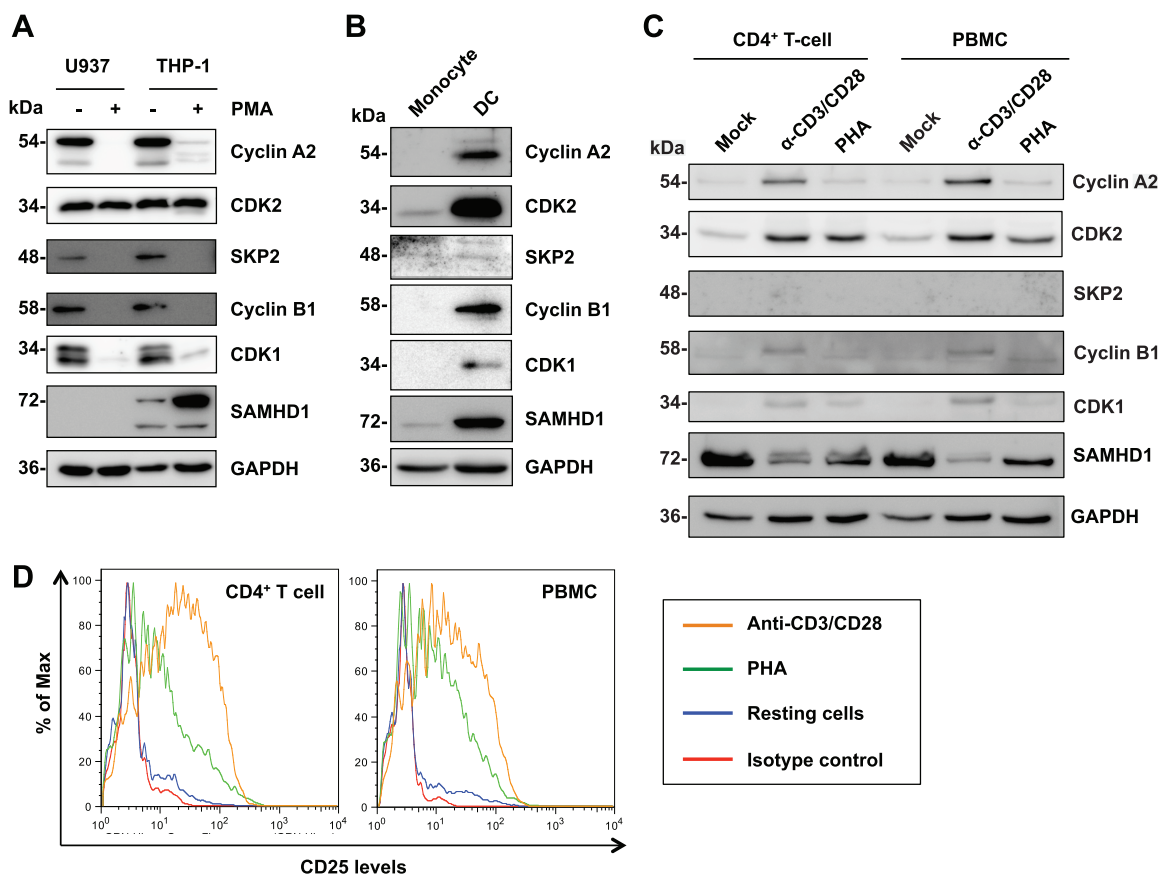 A
U937 THP-1
kDa - + - + PMA
54- Cyclin A2
34- CDK2
48- SKP2
58- Cyclin B1
34- CDK1
72- SAMHD1
36- GAPDH
B
Monocyte DC
kDa
54- Cyclin A2
34- CDK2
48- SKP2
58- Cyclin B1
34- CDK1
72- SAMHD1
36- GAPDH
C
CD4⁺ T-cell PBMC
Mock α-CD3/CD28 PHA Mock α-CD3/CD28 PHA
kDa
54- Cyclin A2
34- CDK2
48- SKP2
58- Cyclin B1
34- CDK1
72- SAMHD1
36- GAPDH
D
% of Max
CD4⁺ T cell
100
80
60
40
20
0
10⁰ 10¹ 10² 10³ 10⁴
PBMC
100
80
60
40
20
0
10⁰ 10¹ 10² 10³ 10⁴
CD25 levels
Anti-CD3/CD28
PHA
Resting cells
Isotype control